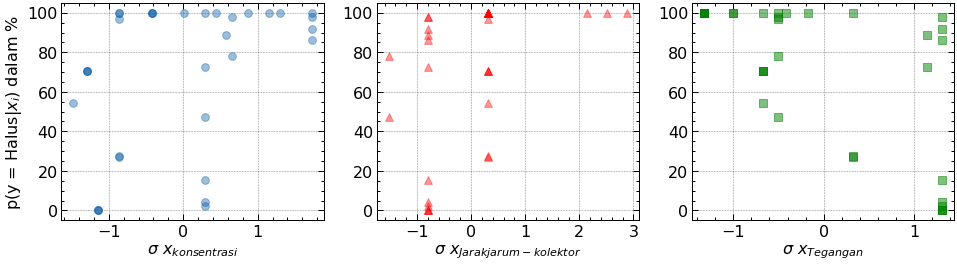 p(y = Halus|x_i) dalam %
100
80
60
40
20
0
−1 0 1
σ x_konsentrasi
100
80
60
40
20
0
−1 0 1 2 3
σ x_Jarakjarum−kolektor
100
80
60
40
20
0
−1 0 1
σ x_Tegangan